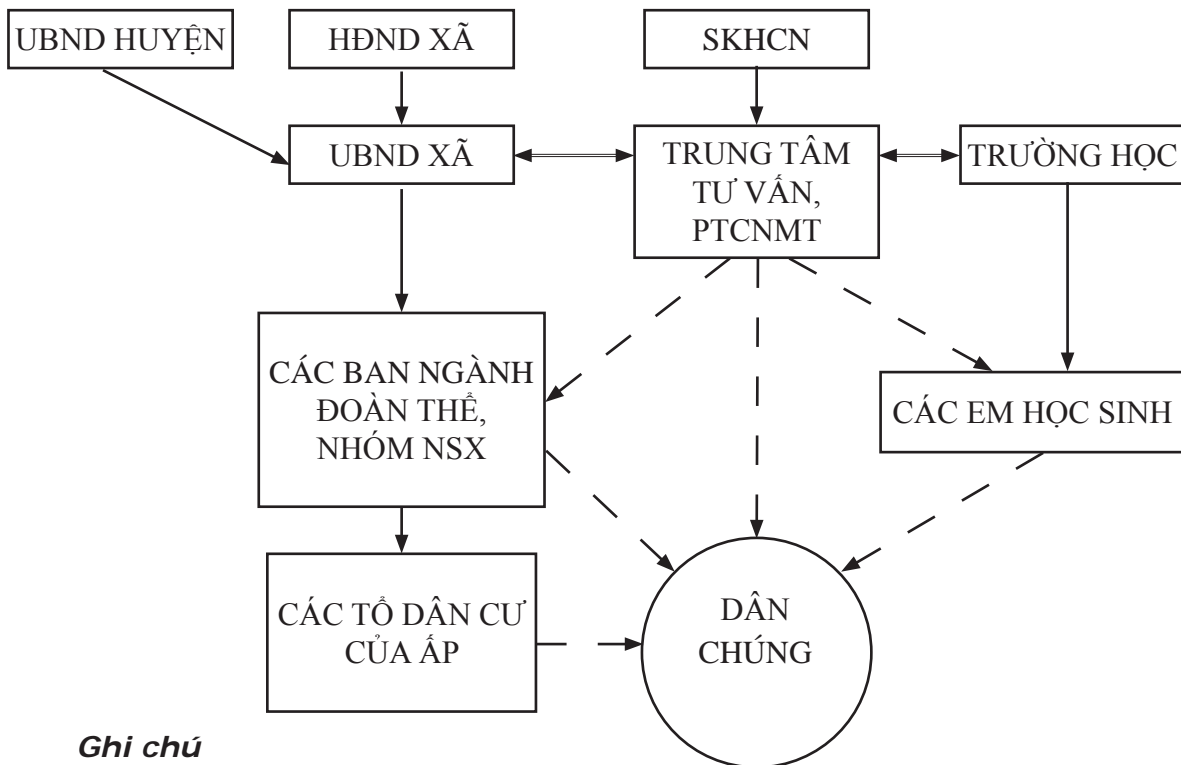 UBND HUYỆN
HĐND XÃ
SKHCN
UBND XÃ
TRUNG TÂM
TƯ VẤN,
PTCNMT
TRƯỜNG HỌC
CÁC BAN NGÀNH
ĐOÀN THỂ,
NHÓM NSX
CÁC EM HỌC SINH
CÁC TỔ DÂN CƯ
CỦA ẤP
DÂN
CHÚNG
Ghi chú